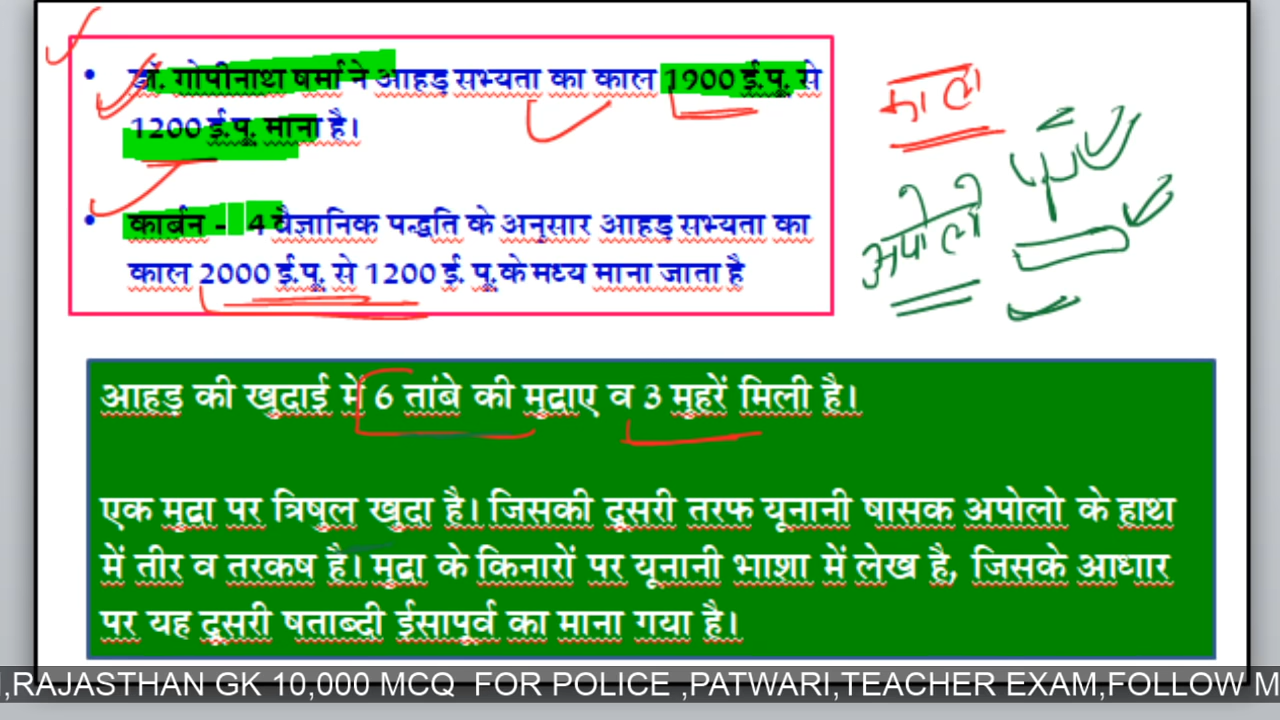 डॉ. गोपीनाथा षर्मा ने आहड़ सभ्यता का काल 1900 ई.पू. से
1200 ई.पू. माना है।
कार्बन - 4 वैज्ञानिक पद्धति के अनुसार आहड़ सभ्यता का
काल 2000 ई.पू. से 1200 ई. पू.के मध्य माना जाता है
अपोलो
आहड़ की खुदाई में 6 तांबे की मुद्राए व 3 मुहरें मिली है।
एक मुद्रा पर त्रिषुल खुदा है। जिसकी दूसरी तरफ यूनानी षासक अपोलो के हाथ
में तीर व तरकष है। मुद्रा के किनारों पर यूनानी भाशा में लेख है, जिसके आधार
पर यह दूसरी षताब्दी ईसापूर्व का माना गया है।
,RAJASTHAN GK 10,000 MCQ FOR POLICE ,PATWARI,TEACHER EXAM,FOLLOW M